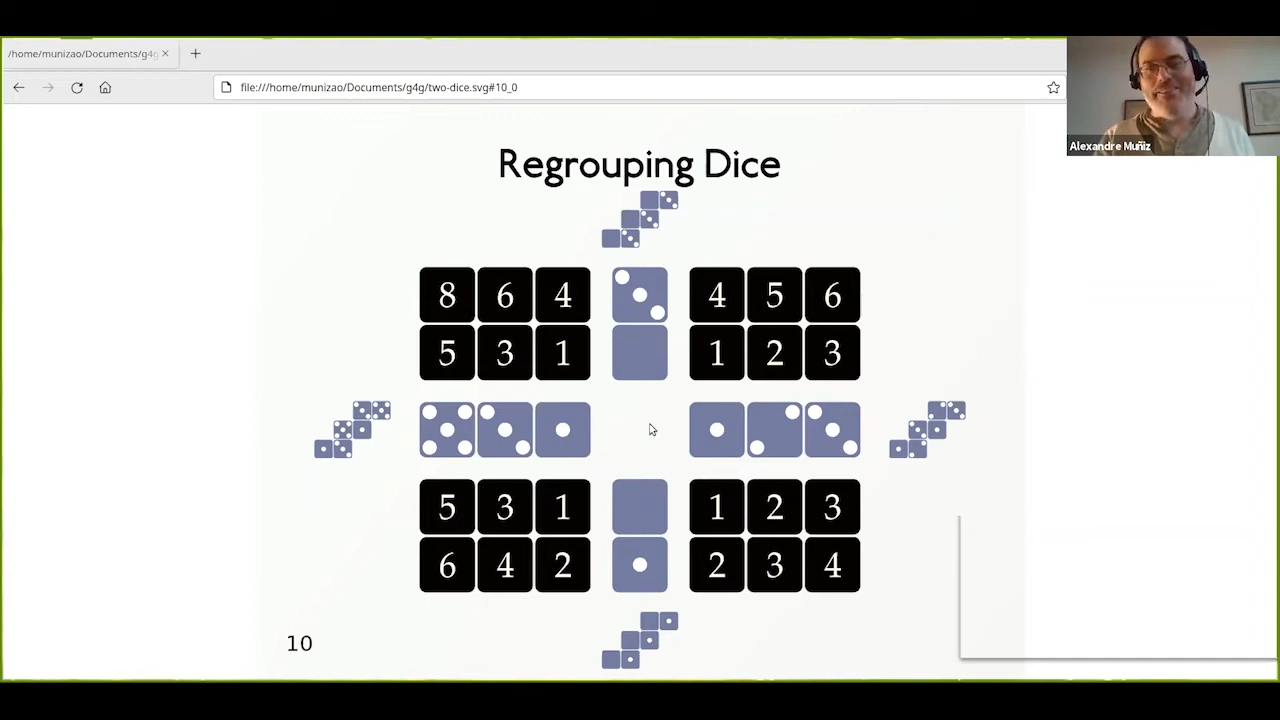 /home/munizao/Documents/g4g
file:///home/munizao/Documents/g4g/two-dice.svg#10_0
Alexandre Muñiz
Regrouping Dice
8 6 4 4 5 6
5 3 1 1 2 3
5 3 1 1 2 3
6 4 2 2 3 4
10